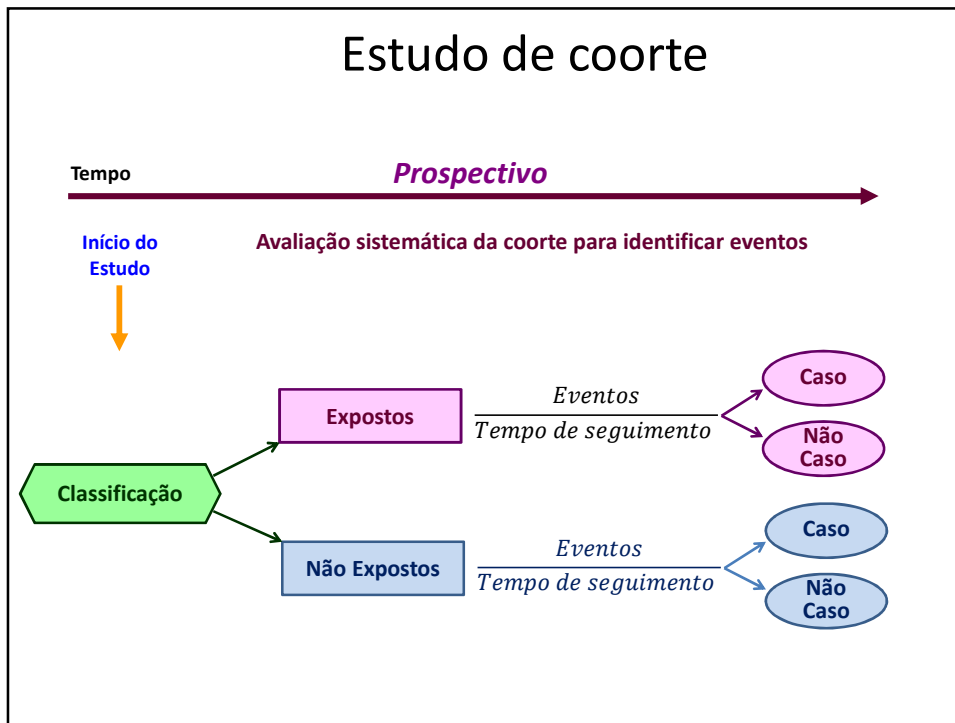 Estudo de coorte
Tempo
Prospectivo
Início do
Estudo
Avaliação sistemática da coorte para identificar eventos
Classificação
Expostos
Eventos
Tempo de seguimento
Caso
Não
Caso
Não Expostos
Eventos
Tempo de seguimento
Caso
Não
Caso